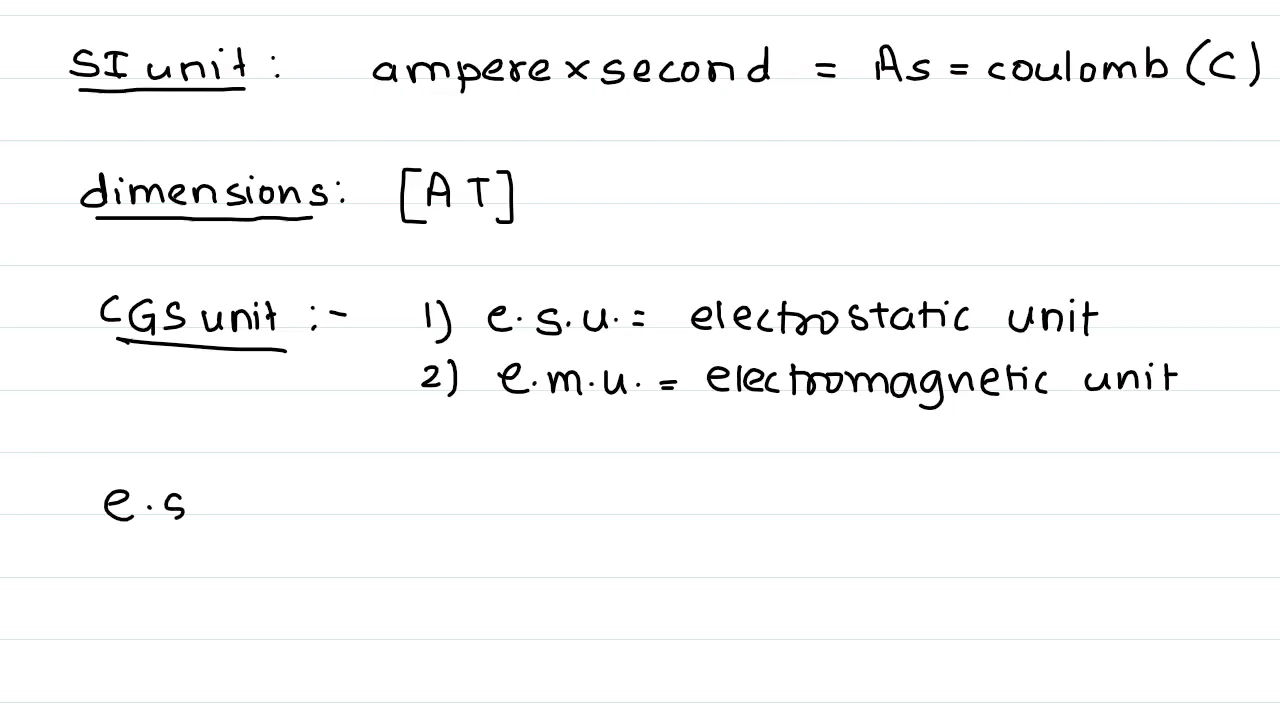 SI unit : ampere x second = As = coulomb (C)
dimensions : [A T]
CGS unit :- 1) e.s.u. = electrostatic unit
2) e.m.u. = electromagnetic unit
e.s